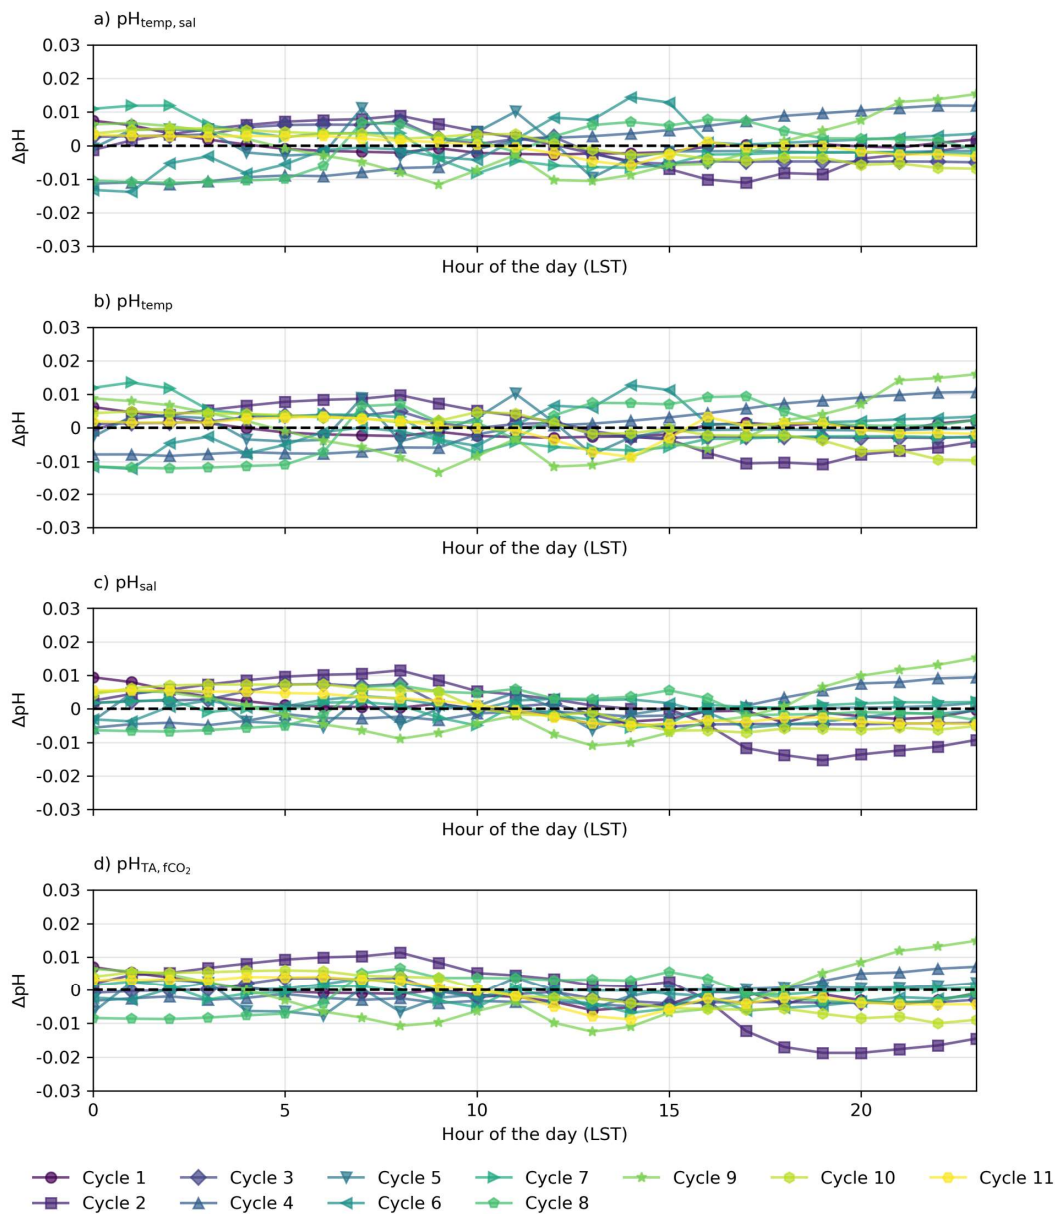 a) pH_temp, sal
0.03
0.02
0.01
0
-0.01
-0.02
-0.03
ΔpH
Hour of the day (LST)
b) pH_temp
0.03
0.02
0.01
0
-0.01
-0.02
-0.03
ΔpH
Hour of the day (LST)
c) pH_sal
0.03
0.02
0.01
0
-0.01
-0.02
-0.03
ΔpH
Hour of the day (LST)
d) pH_TA, fCO₂
0.03
0.02
0.01
0
-0.01
-0.02
-0.03
ΔpH
0 5 10 15 20
Hour of the day (LST)
Cycle 1 Cycle 3 Cycle 5 Cycle 7 Cycle 9 Cycle 10 Cycle 11
Cycle 2 Cycle 4 Cycle 6 Cycle 8